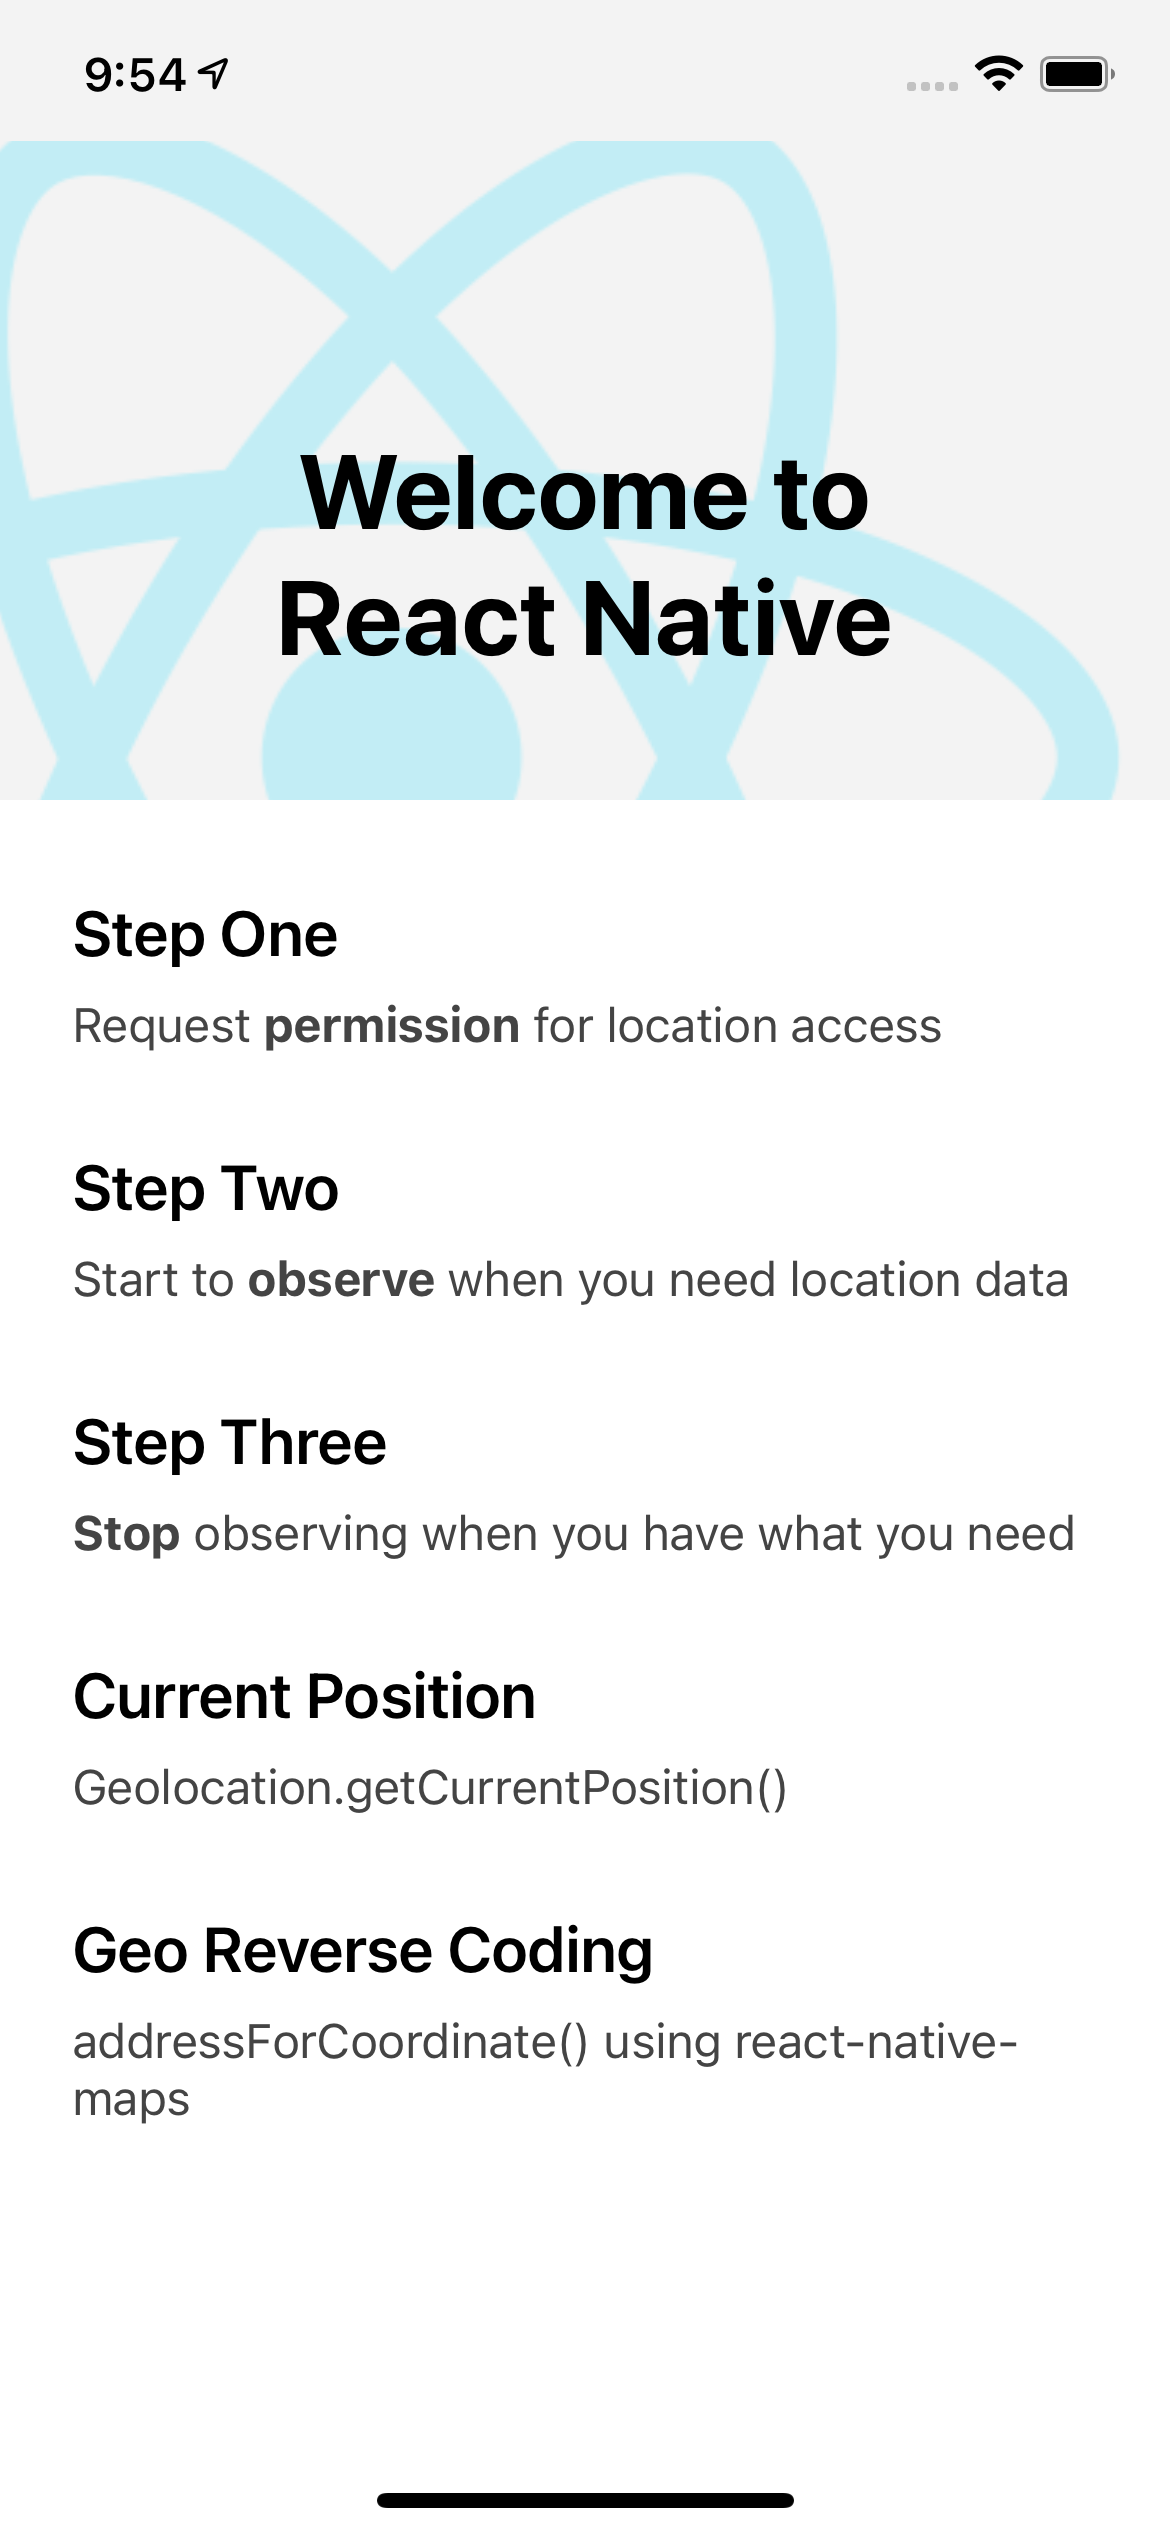 9:54
Welcome to
React Native
Step One
Request permission for location access
Step Two
Start to observe when you need location data
Step Three
Stop observing when you have what you need
Current Position
Geolocation.getCurrentPosition()
Geo Reverse Coding
addressForCoordinate() using react-native-
maps